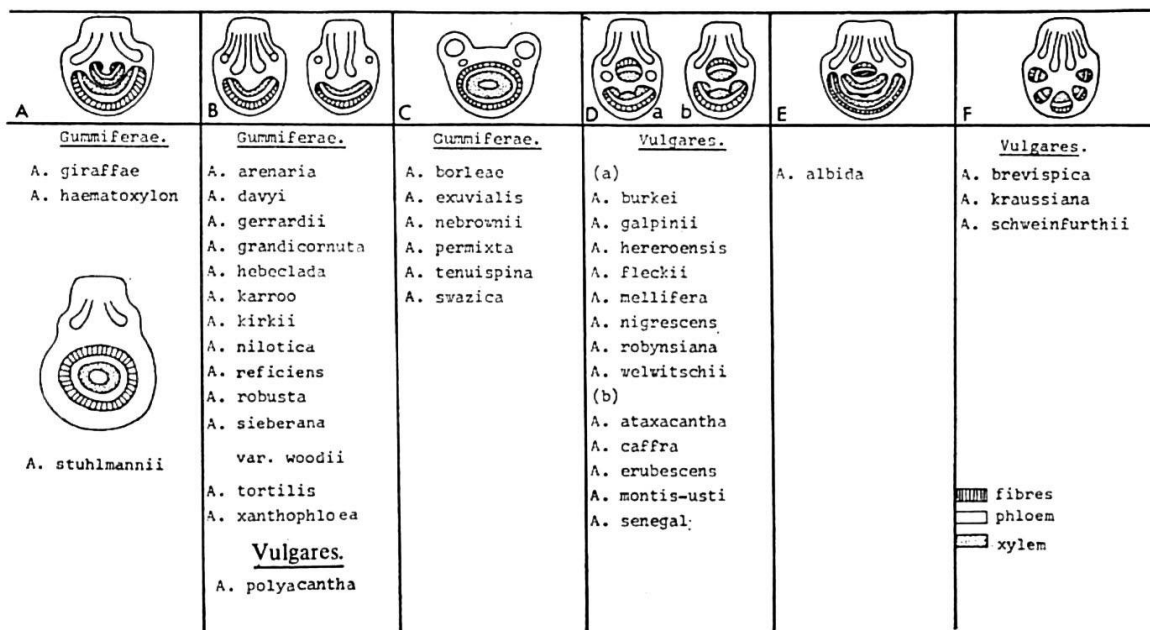 A
Gummiferae.
A. giraffae
A. haematoxylon
A. stuhlmannii
B
Gummiferae.
A. arenaria
A. davyi
A. gerrardii
A. grandicornuta
A. hebeclada
A. karroo
A. kirkii
A. nilotica
A. reficiens
A. robusta
A. sieberana
var. woodii
A. tortilis
A. xanthophloea
Vulgares.
A. polyacantha
C
Gummiferae.
A. borleae
A. exuvialis
A. nebrownii
A. permixta
A. tenuispina
A. swazica
D a b
Vulgares.
(a)
A. burkei
A. galpinii
A. hereroensis
A. fleckii
A. mellifera
A. nigrescens
A. robynsiana
A. welwitschii
(b)
A. ataxacantha
A. caffra
A. erubescens
A. montis-usti
A. senegal
E
A. albida
F
Vulgares.
A. brevispica
A. kraussiana
A. schweinfurthii
fibres
phloem
xylem